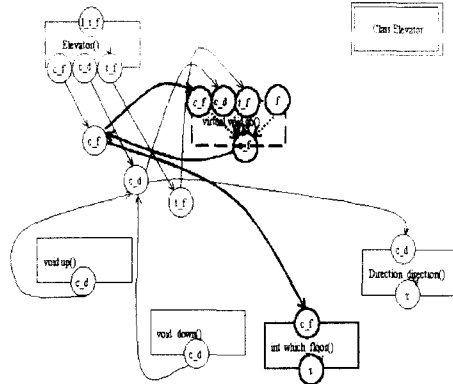 1_t_f
Class Elevator
Elevator()
c_f c_d t_f
c_f c_d t_f f
c_f
c_d
t_f
void up()
c_d
c_d
Direction direction()
r
void down()
c_d
c_f
int which_floor()
r